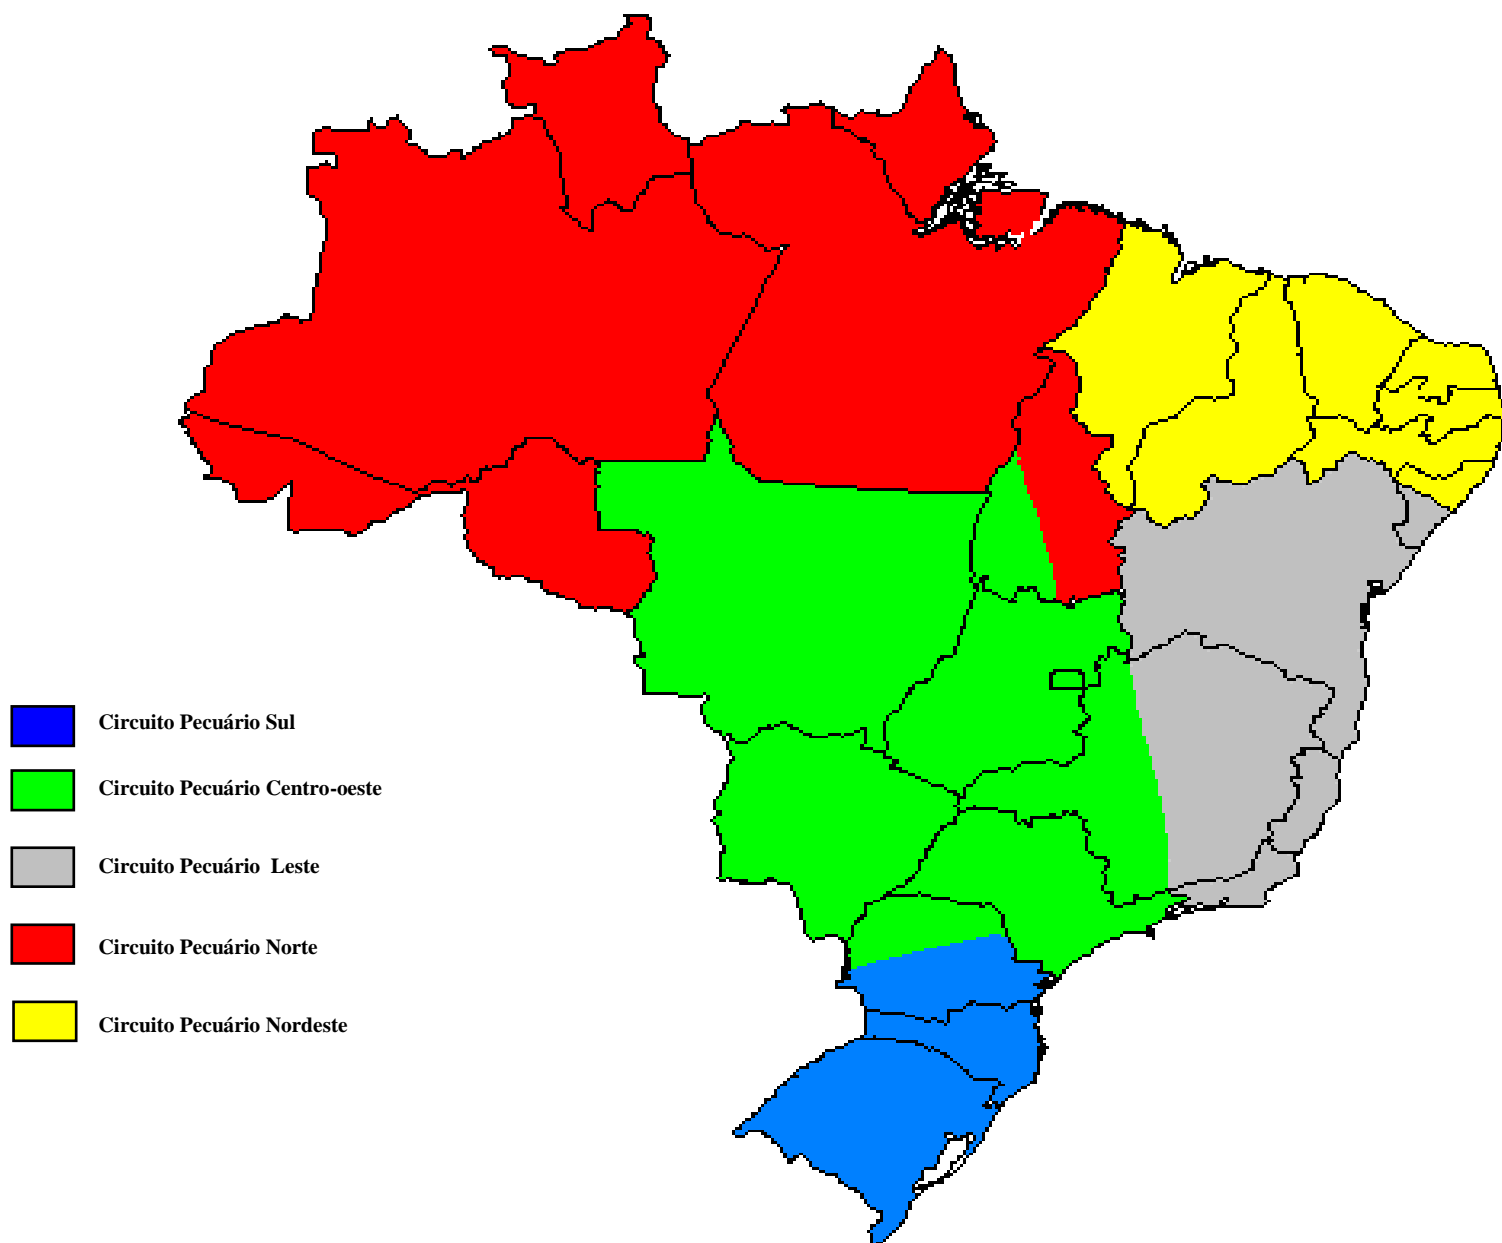 Circuito Pecuário Sul
Circuito Pecuário Centro-oeste
Circuito Pecuário  Leste
Circuito Pecuário Norte
Circuito Pecuário Nordeste